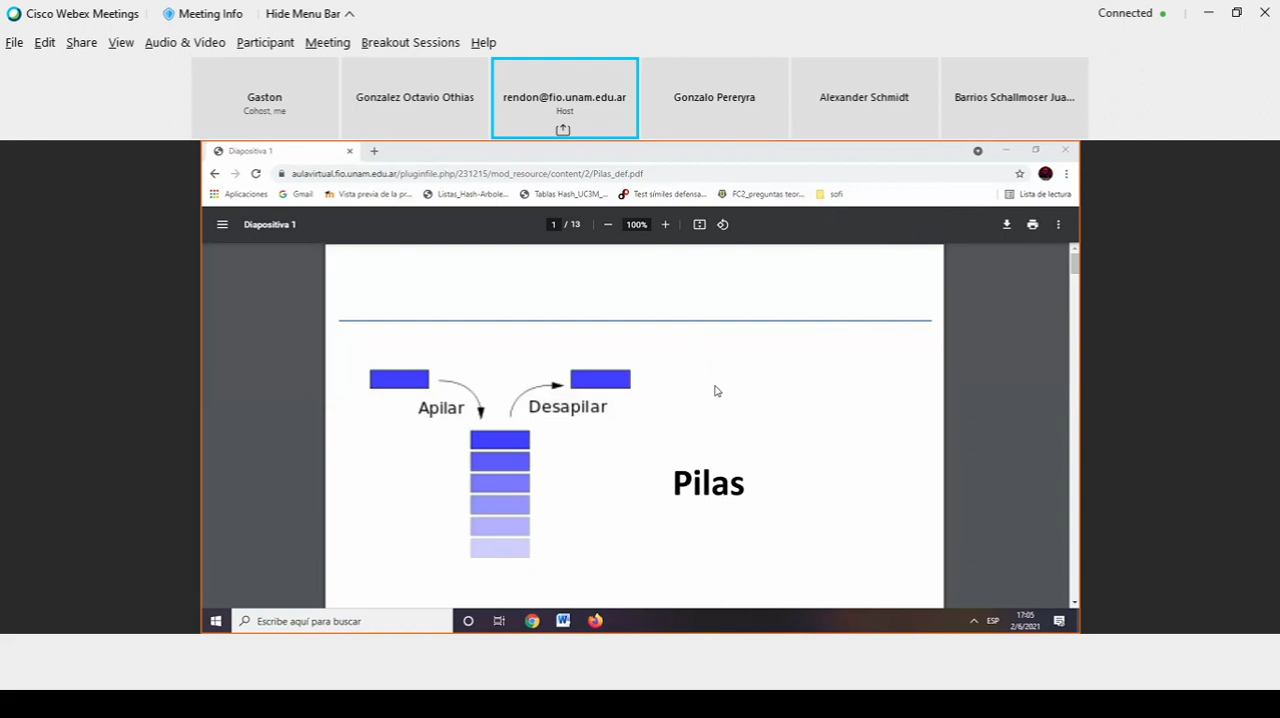 Cisco Webex Meetings
Meeting Info
Hide Menu Bar
Connected
File Edit Share View Audio & Video Participant Meeting Breakout Sessions Help
Gaston
Cohost, me
Gonzalez Octavio Othias
rendon@fio.unam.edu.ar
Host
Gonzalo Pereryra
Alexander Schmidt
Barrios Schallmoser Jua...
Diapositiva 1
aulavirtual.fio.unam.edu.ar/pluginfile.php/231215/mod_resource/content/2/Pilas_def.pdf
Aplicaciones
Gmail
Vista previa de la pr...
Listas_Hash-Arbole...
Tablas Hash_UC3M_...
Test símiles defensa...
FC2_preguntas teor...
sofi
Lista de lectura
Diapositiva 1
1 / 13
100%
Apilar
Desapilar
Pilas
Escribe aquí para buscar
ESP
17:05
2/6/2021